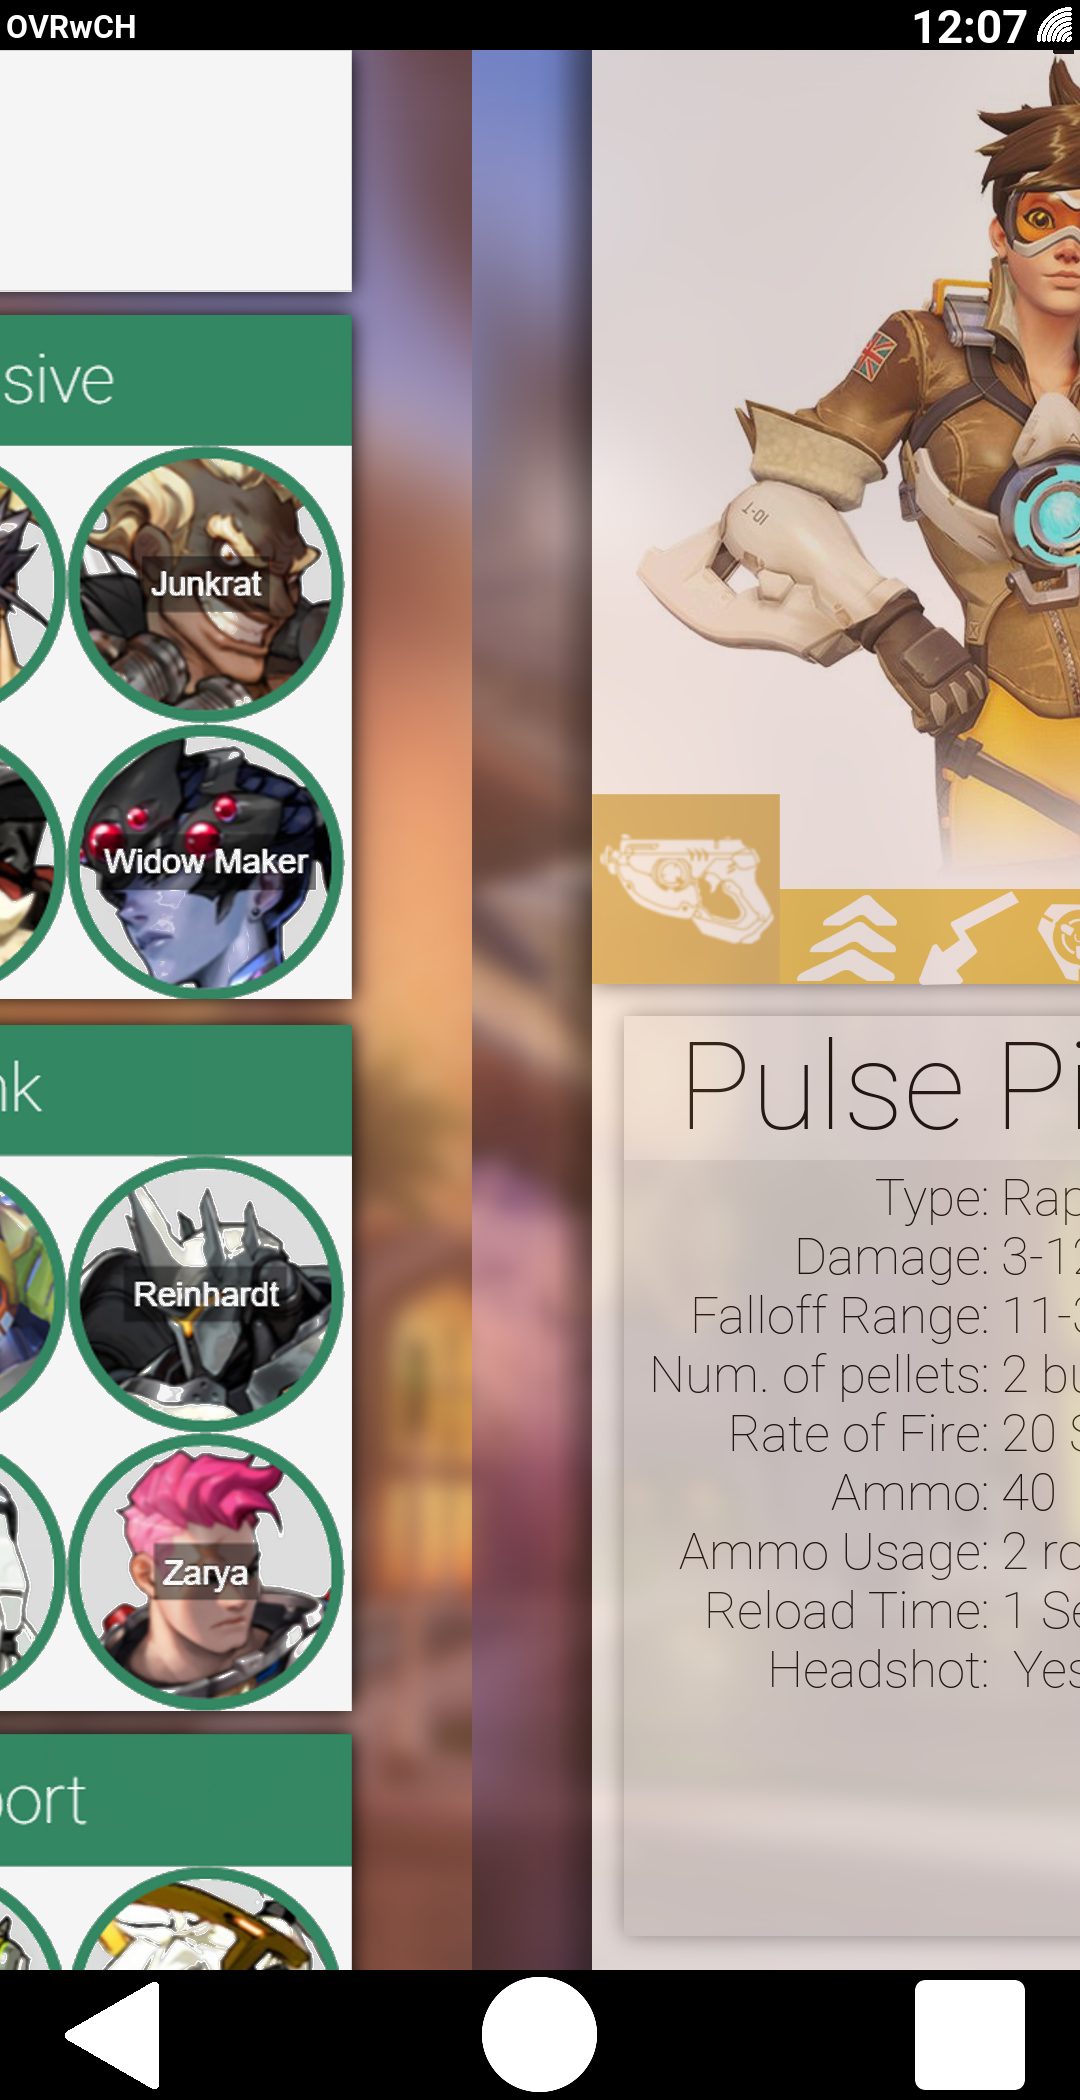 OVRwCH
12:07
sive
Junkrat
Widow Maker
nk
Reinhardt
Zarya
port
10-T
Pulse Pi
Type: Rap
Damage: 3-12
Falloff Range: 11-3
Num. of pellets: 2 bu
Rate of Fire: 20 S
Ammo: 40
Ammo Usage: 2 ro
Reload Time: 1 Se
Headshot: Yes